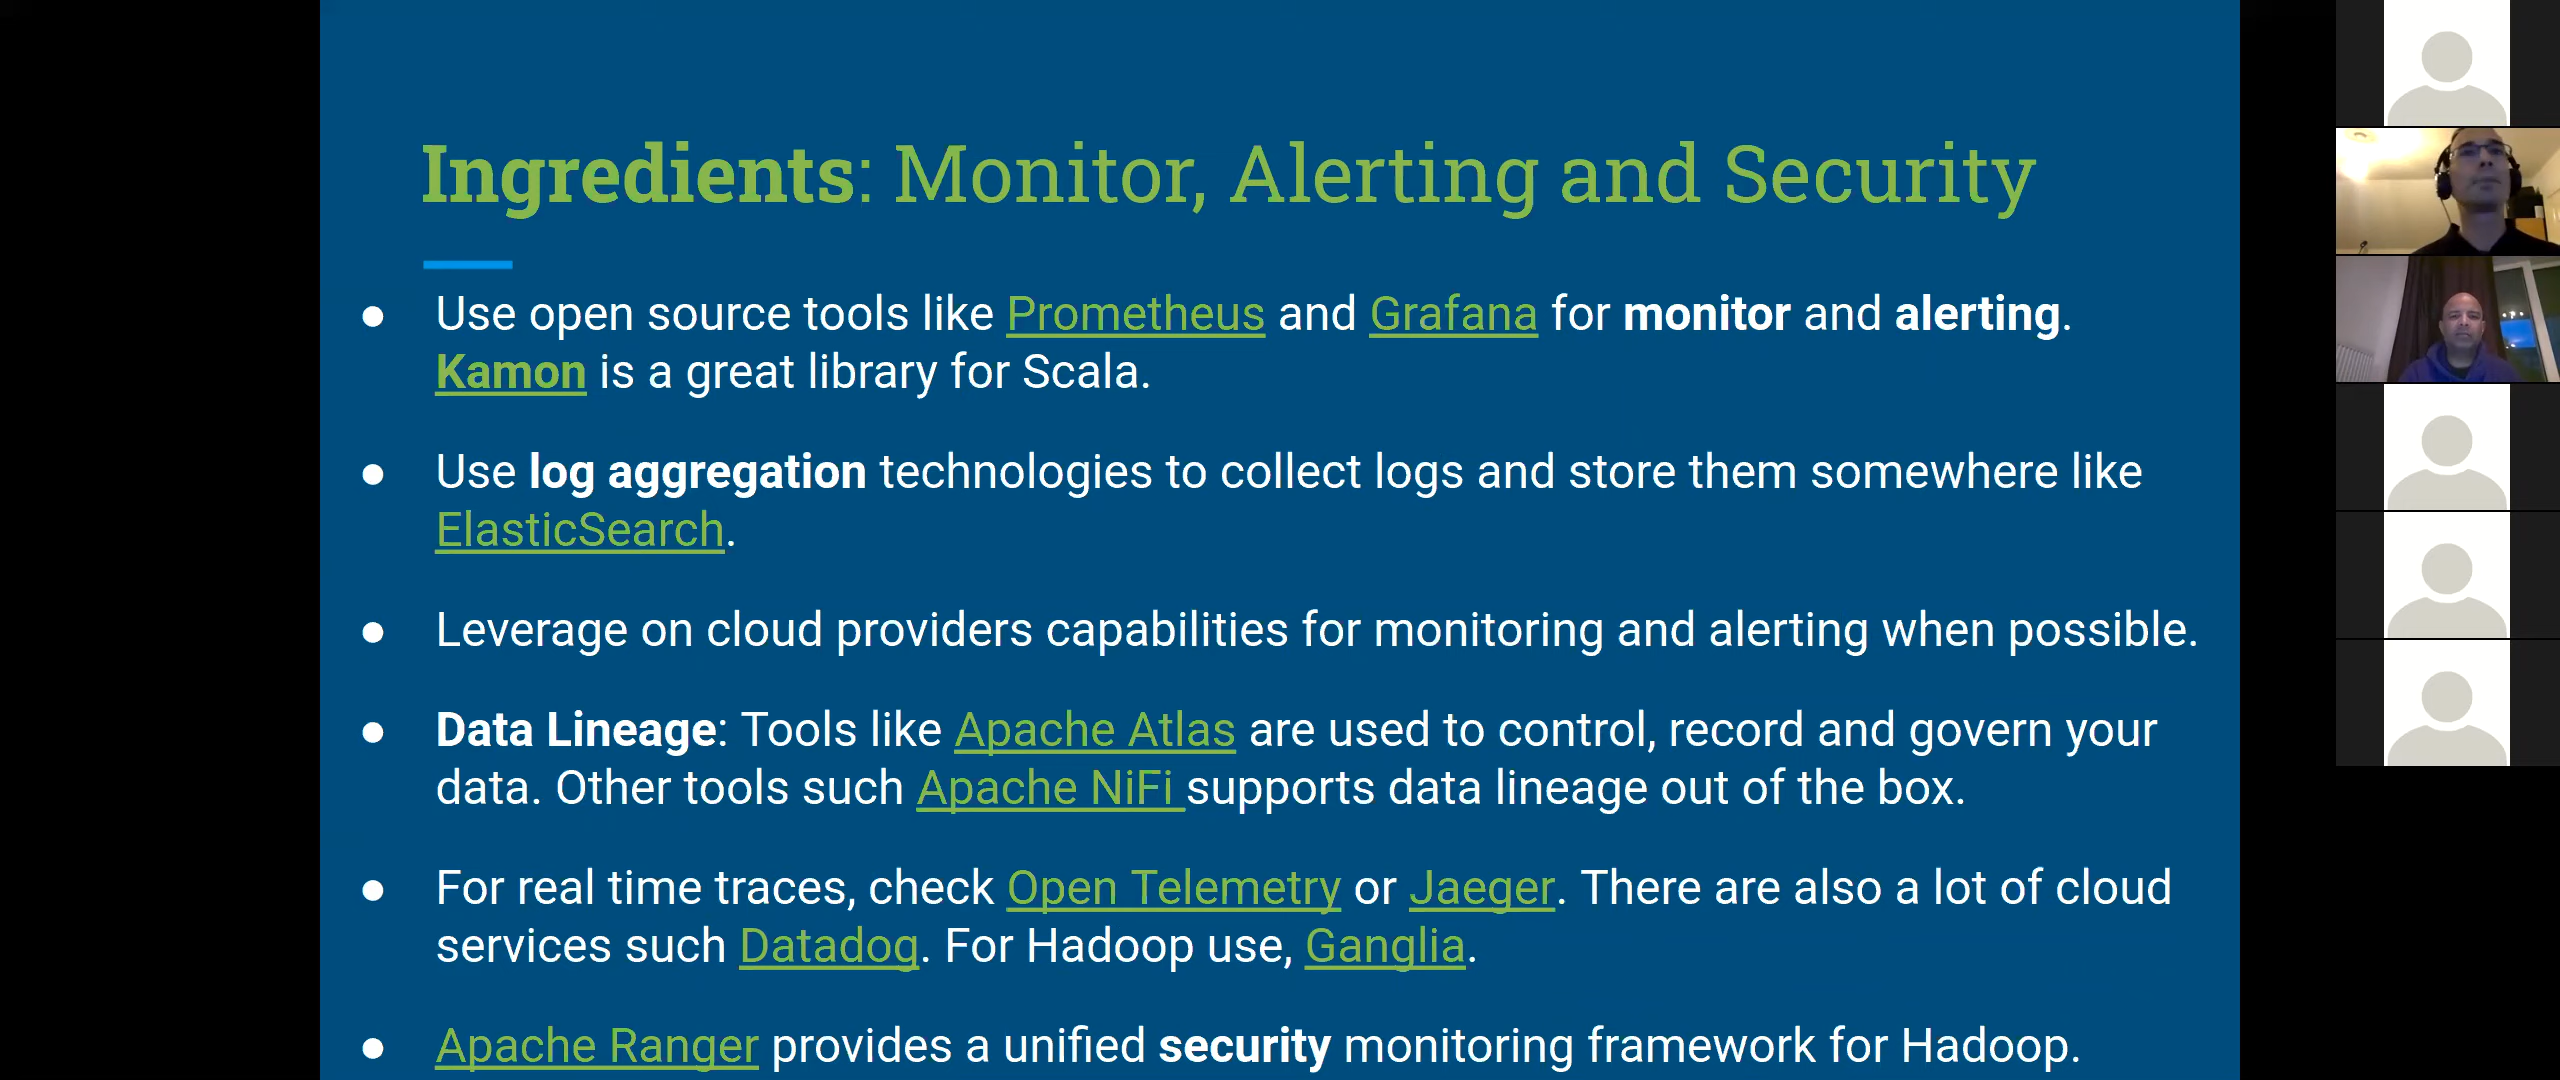 Ingredients: Monitor, Alerting and Security
● Use open source tools like Prometheus and Grafana for monitor and alerting.
Kamon is a great library for Scala.
● Use log aggregation technologies to collect logs and store them somewhere like
ElasticSearch.
● Leverage on cloud providers capabilities for monitoring and alerting when possible.
● Data Lineage: Tools like Apache Atlas are used to control, record and govern your
data. Other tools such Apache NiFi supports data lineage out of the box.
● For real time traces, check Open Telemetry or Jaeger. There are also a lot of cloud
services such Datadog. For Hadoop use, Ganglia.
● Apache Ranger provides a unified security monitoring framework for Hadoop.